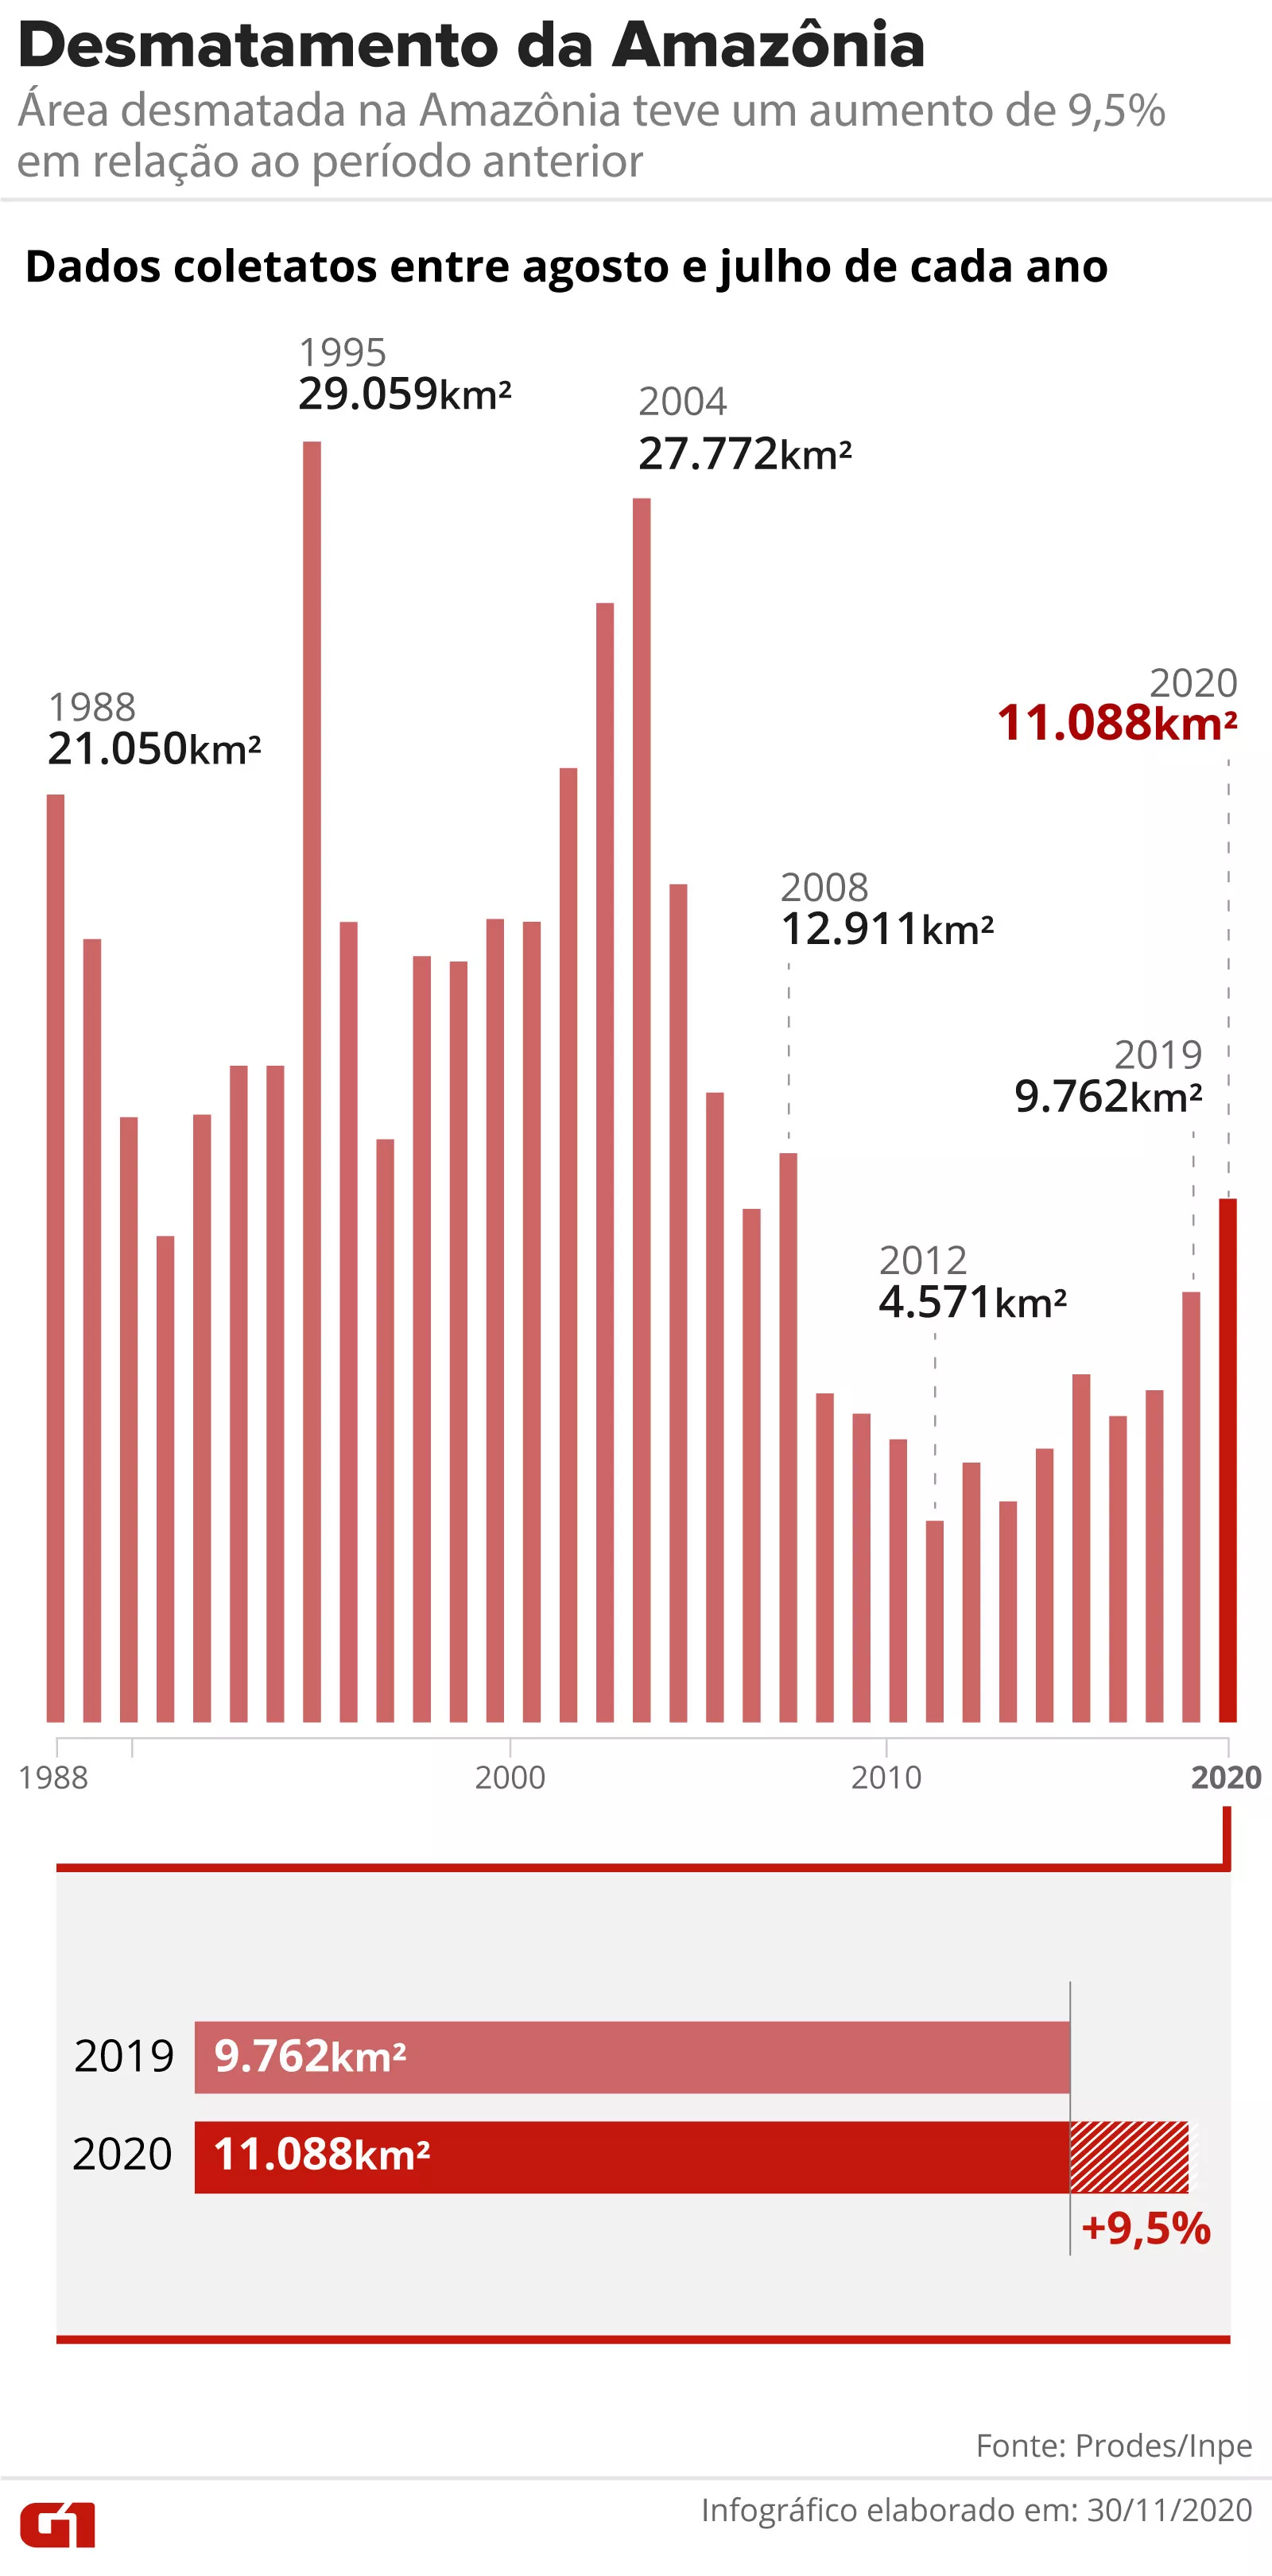 Desmatamento da Amazônia
Área desmatada na Amazônia teve um aumento de 9,5%
em relação ao período anterior
Dados coletatos entre agosto e julho de cada ano
1995
29.059km²
2004
27.772km²
1988
21.050km²
2020
11.088km²
2008
12.911km²
2019
9.762km²
2012
4.571km²
1988 2000 2010 2020
2019 9.762km²
2020 11.088km²
+9,5%
Fonte: Prodes/Inpe
G1
Infográfico elaborado em: 30/11/2020